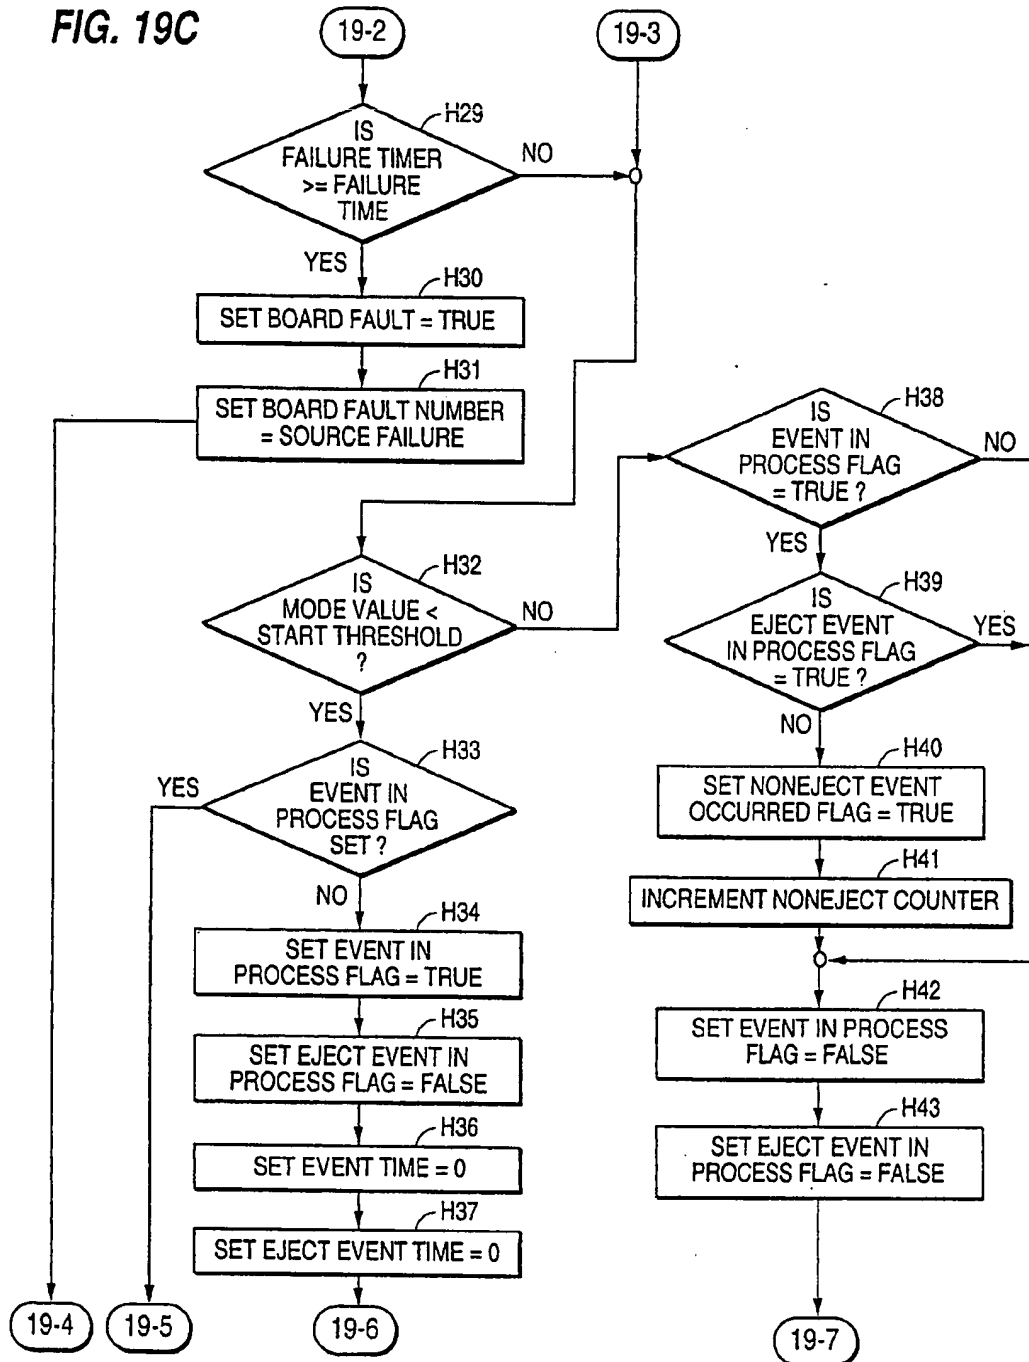 FIG. 19C
19-2
19-3
H29
IS
FAILURE TIMER
>= FAILURE
TIME
NO
YES
H30
SET BOARD FAULT = TRUE
H31
SET BOARD FAULT NUMBER
= SOURCE FAILURE
H32
IS
MODE VALUE <
START THRESHOLD
?
NO
YES
H33
IS
EVENT IN
PROCESS FLAG
SET ?
YES
NO
H34
SET EVENT IN
PROCESS FLAG = TRUE
H35
SET EJECT EVENT IN
PROCESS FLAG = FALSE
H36
SET EVENT TIME = 0
H37
SET EJECT EVENT TIME = 0
19-4
19-5
19-6
H38
IS
EVENT IN
PROCESS FLAG
= TRUE ?
NO
YES
H39
IS
EJECT EVENT
IN PROCESS FLAG
= TRUE ?
YES
NO
H40
SET NONEJECT EVENT
OCCURRED FLAG = TRUE
H41
INCREMENT NONEJECT COUNTER
H42
SET EVENT IN PROCESS
FLAG = FALSE
H43
SET EJECT EVENT IN
PROCESS FLAG = FALSE
19-7